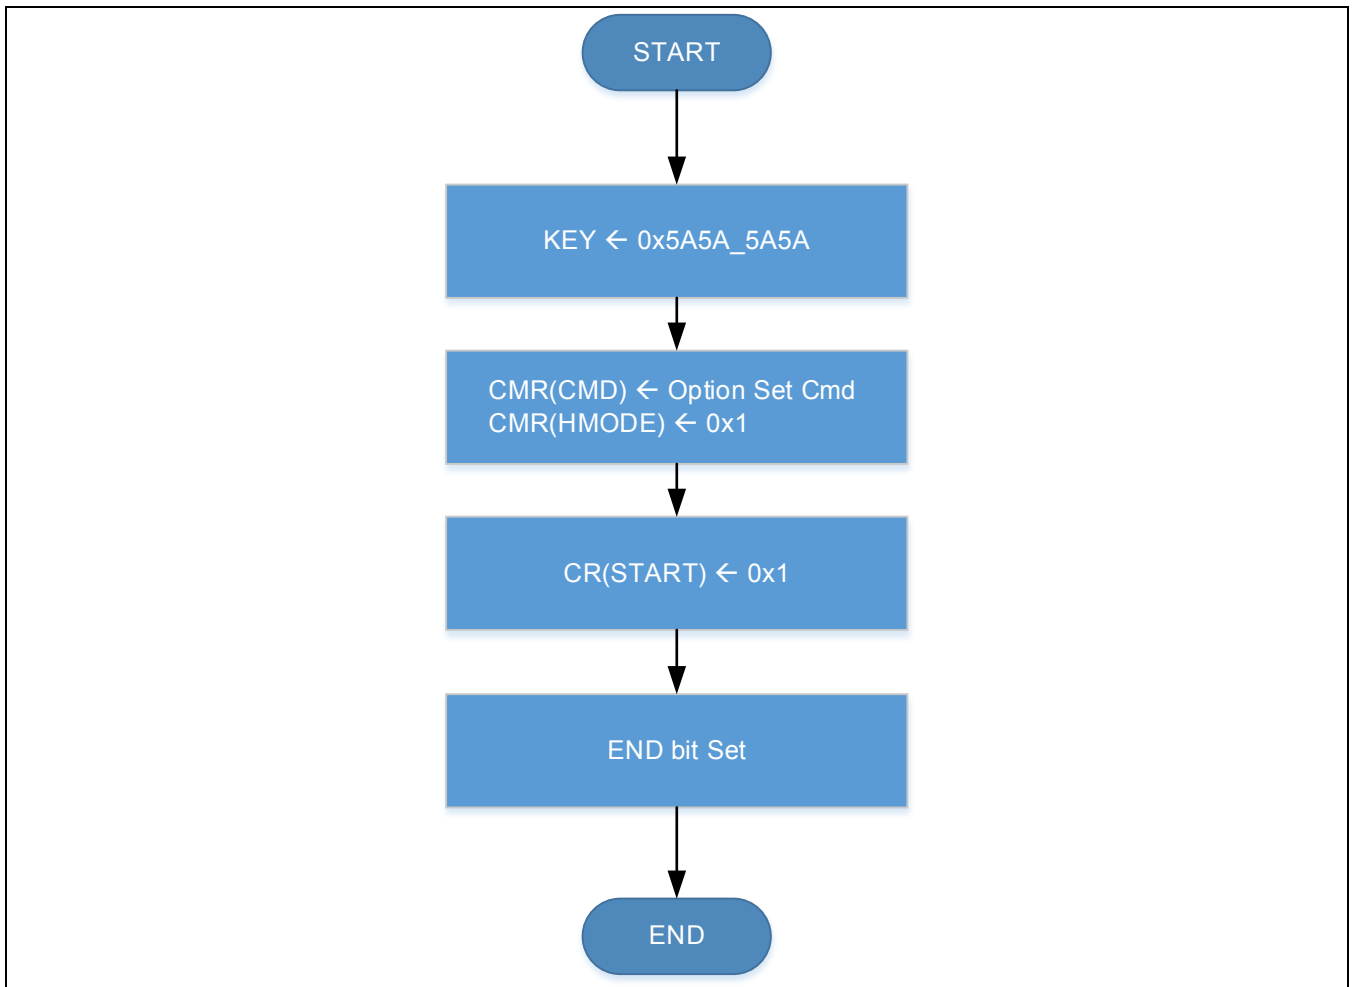 START
KEY ← 0x5A5A_5A5A
CMR(CMD) ← Option Set Cmd
CMR(HMODE) ← 0x1
CR(START) ← 0x1
END bit Set
END